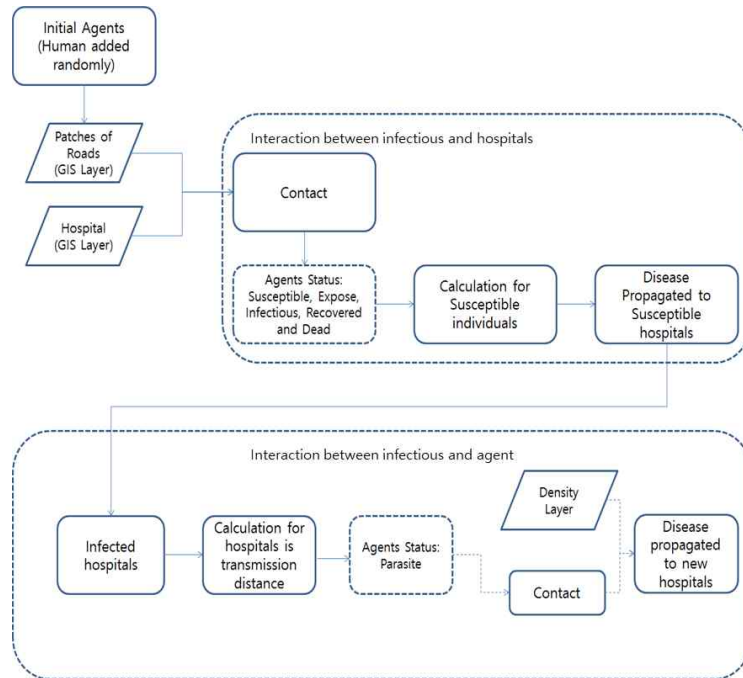 Initial Agents
(Human added
randomly)
Patches of
Roads
(GIS Layer)
Hospital
(GIS Layer)
Interaction between infectious and hospitals
Contact
Agents Status:
Susceptible, Expose,
Infectious, Recovered
and Dead
Calculation for
Susceptible
individuals
Disease
Propagated to
Susceptible
hospitals
Interaction between infectious and agent
Infected
hospitals
Calculation for
hospitals is
transmission
distance
Agents Status:
Parasite
Density
Layer
Contact
Disease
propagated
to new
hospitals